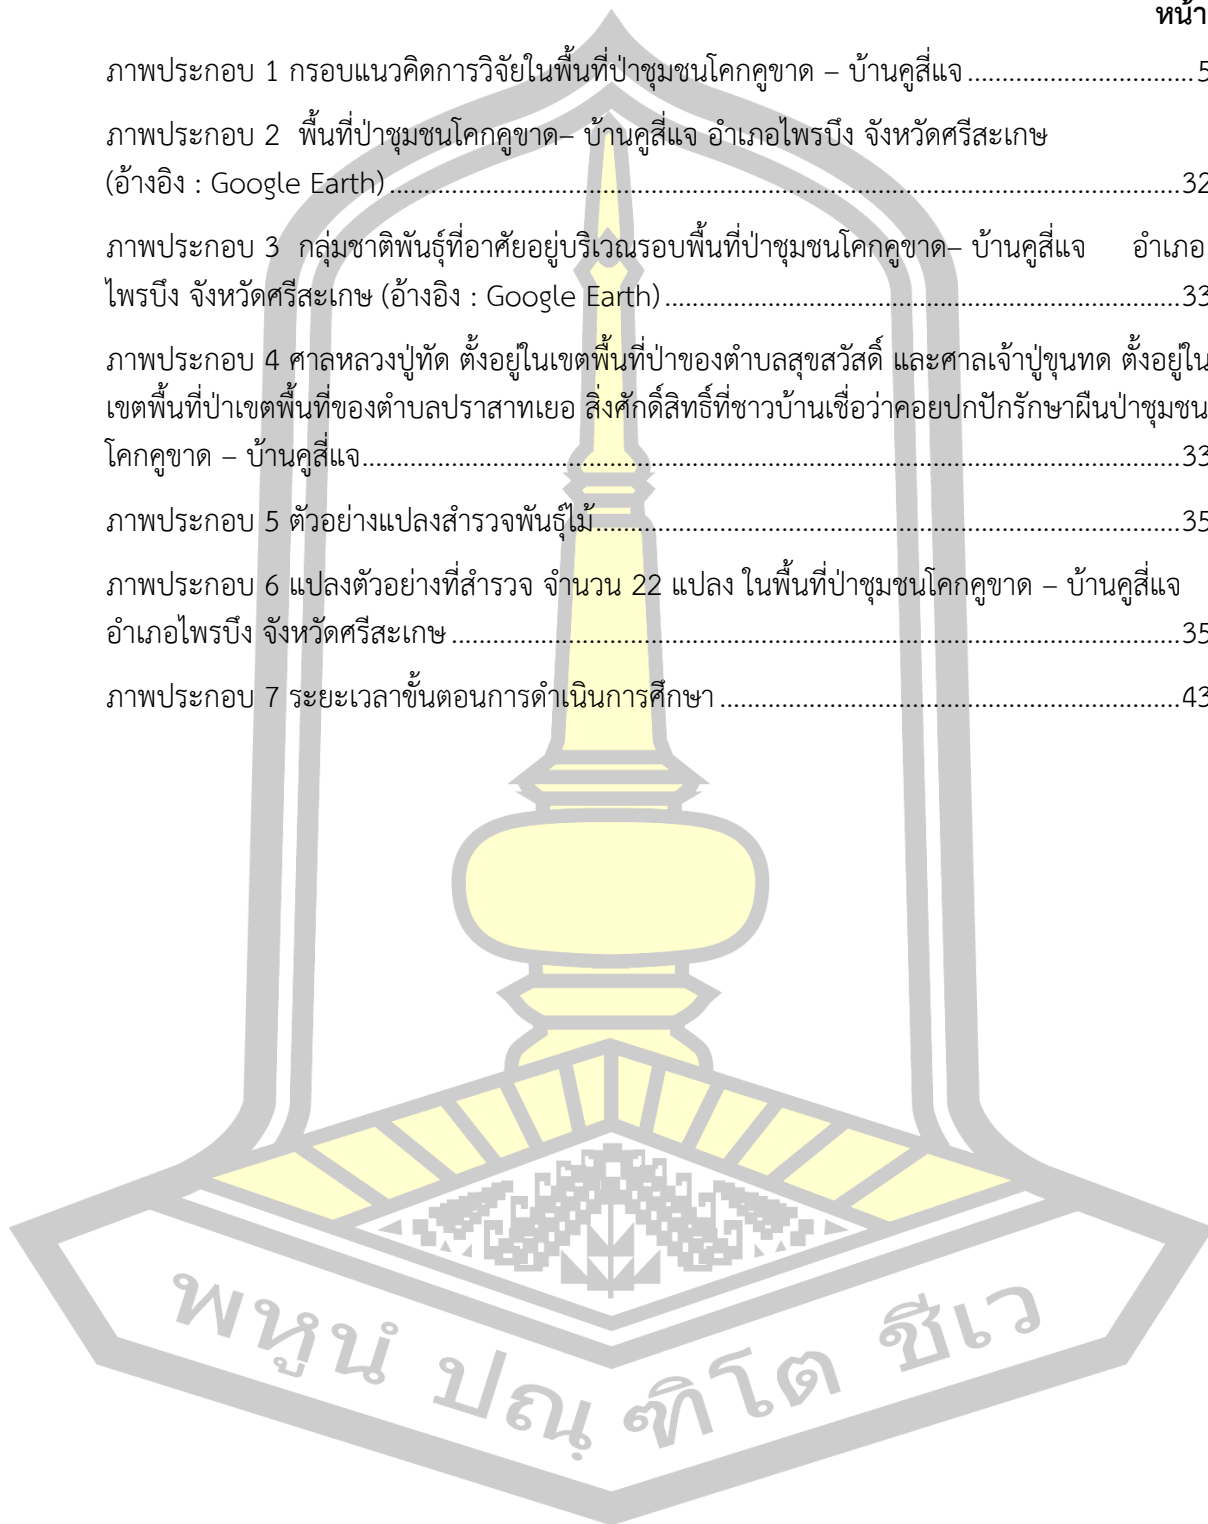 หน้า
ภาพประกอบ 1 กรอบแนวคิดการวิจัยในพื้นที่ป่าชุมชนโคกคูขาด – บ้านคูสี่แจ ................................ 5
ภาพประกอบ 2 พื้นที่ป่าชุมชนโคกคูขาด– บ้านคูสี่แจ อำเภอไพรบึง จังหวัดศรีสะเกษ
(อ้างอิง : Google Earth) ................................ 32
ภาพประกอบ 3 กลุ่มชาติพันธุ์ที่อาศัยอยู่บริเวณรอบพื้นที่ป่าชุมชนโคกคูขาด– บ้านคูสี่แจ อำเภอ
ไพรบึง จังหวัดศรีสะเกษ (อ้างอิง : Google Earth) ................................ 33
ภาพประกอบ 4 ศาลหลวงปู่ทัด ตั้งอยู่ในเขตพื้นที่ป่าของตำบลสุขสวัสดิ์ และศาลเจ้าปู่ขุนทด ตั้งอยู่ใน
เขตพื้นที่ป่าเขตพื้นที่ของตำบลปราสาทเยอ สิ่งศักดิ์สิทธิ์ที่ชาวบ้านเชื่อว่าคอยปกปักรักษาผืนป่าชุมชน
โคกคูขาด – บ้านคูสี่แจ ................................ 33
ภาพประกอบ 5 ตัวอย่างแปลงสำรวจพันธุ์ไม้ ................................ 35
ภาพประกอบ 6 แปลงตัวอย่างที่สำรวจ จำนวน 22 แปลง ในพื้นที่ป่าชุมชนโคกคูขาด – บ้านคูสี่แจ
อำเภอไพรบึง จังหวัดศรีสะเกษ ................................ 35
ภาพประกอบ 7 ระยะเวลาขั้นตอนการดำเนินการศึกษา ................................ 43
พหูนํ ปณฺฑิโต ชีเว